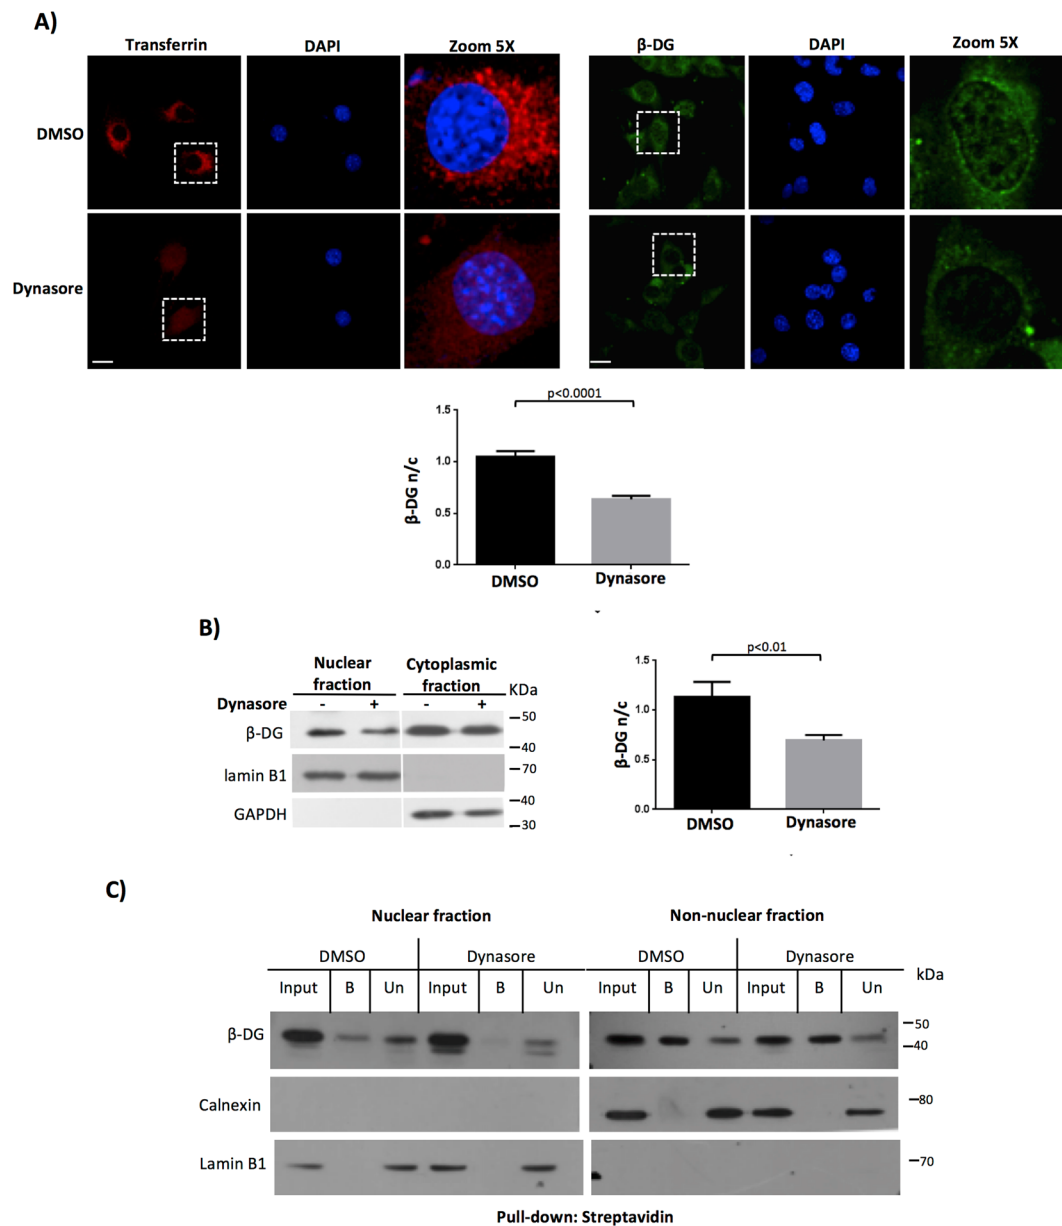 A)
Transferrin DAPI Zoom 5X β-DG DAPI Zoom 5X
DMSO
Dynasore
p<0.0001
1.5
1.0
0.5
0.0
β-DG n/c
DMSO Dynasore
B)
Nuclear fraction Cytoplasmic fraction KDa
Dynasore - + - +
β-DG 50
40
lamin B1 70
GAPDH 40
30
p<0.01
1.5
1.0
0.5
0.0
β-DG n/c
DMSO Dynasore
C)
Nuclear fraction Non-nuclear fraction
DMSO Dynasore DMSO Dynasore kDa
Input B Un Input B Un Input B Un Input B Un
β-DG 50
40
Calnexin 80
Lamin B1 70
Pull-down: Streptavidin